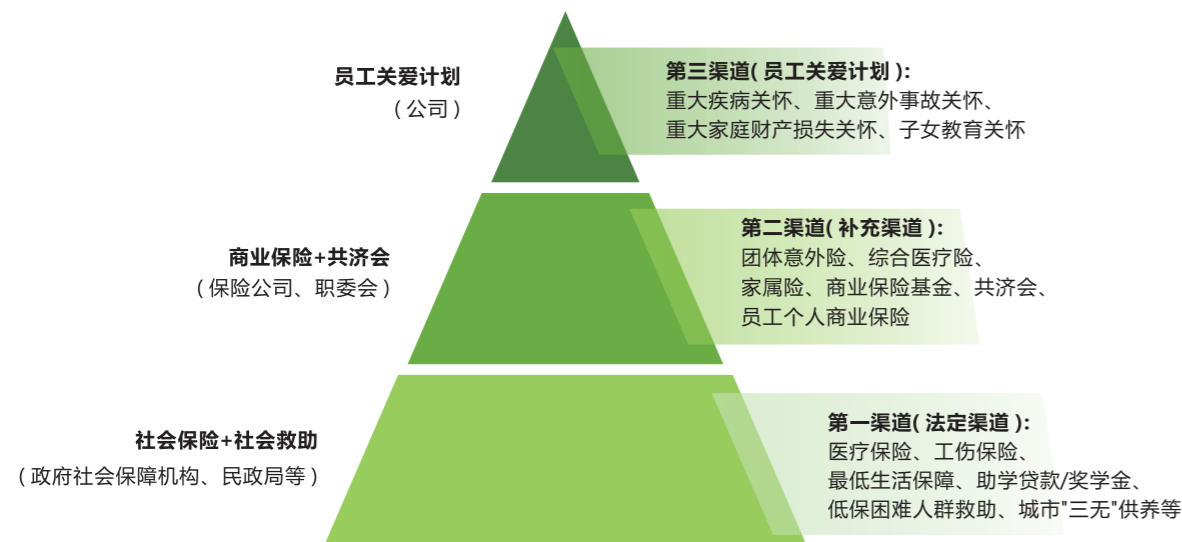 员工关爱计划
（公司）
第三渠道( 员工关爱计划 ):
重大疾病关怀、重大意外事故关怀、
重大家庭财产损失关怀、子女教育关怀
商业保险+共济会
（保险公司、职委会）
第二渠道( 补充渠道 ):
团体意外险、综合医疗险、
家属险、商业保险基金、共济会、
员工个人商业保险
社会保险+社会救助
（政府社会保障机构、民政局等）
第一渠道( 法定渠道 ):
医疗保险、工伤保险、
最低生活保障、助学贷款/奖学金、
低保困难人群救助、城市"三无"供养等